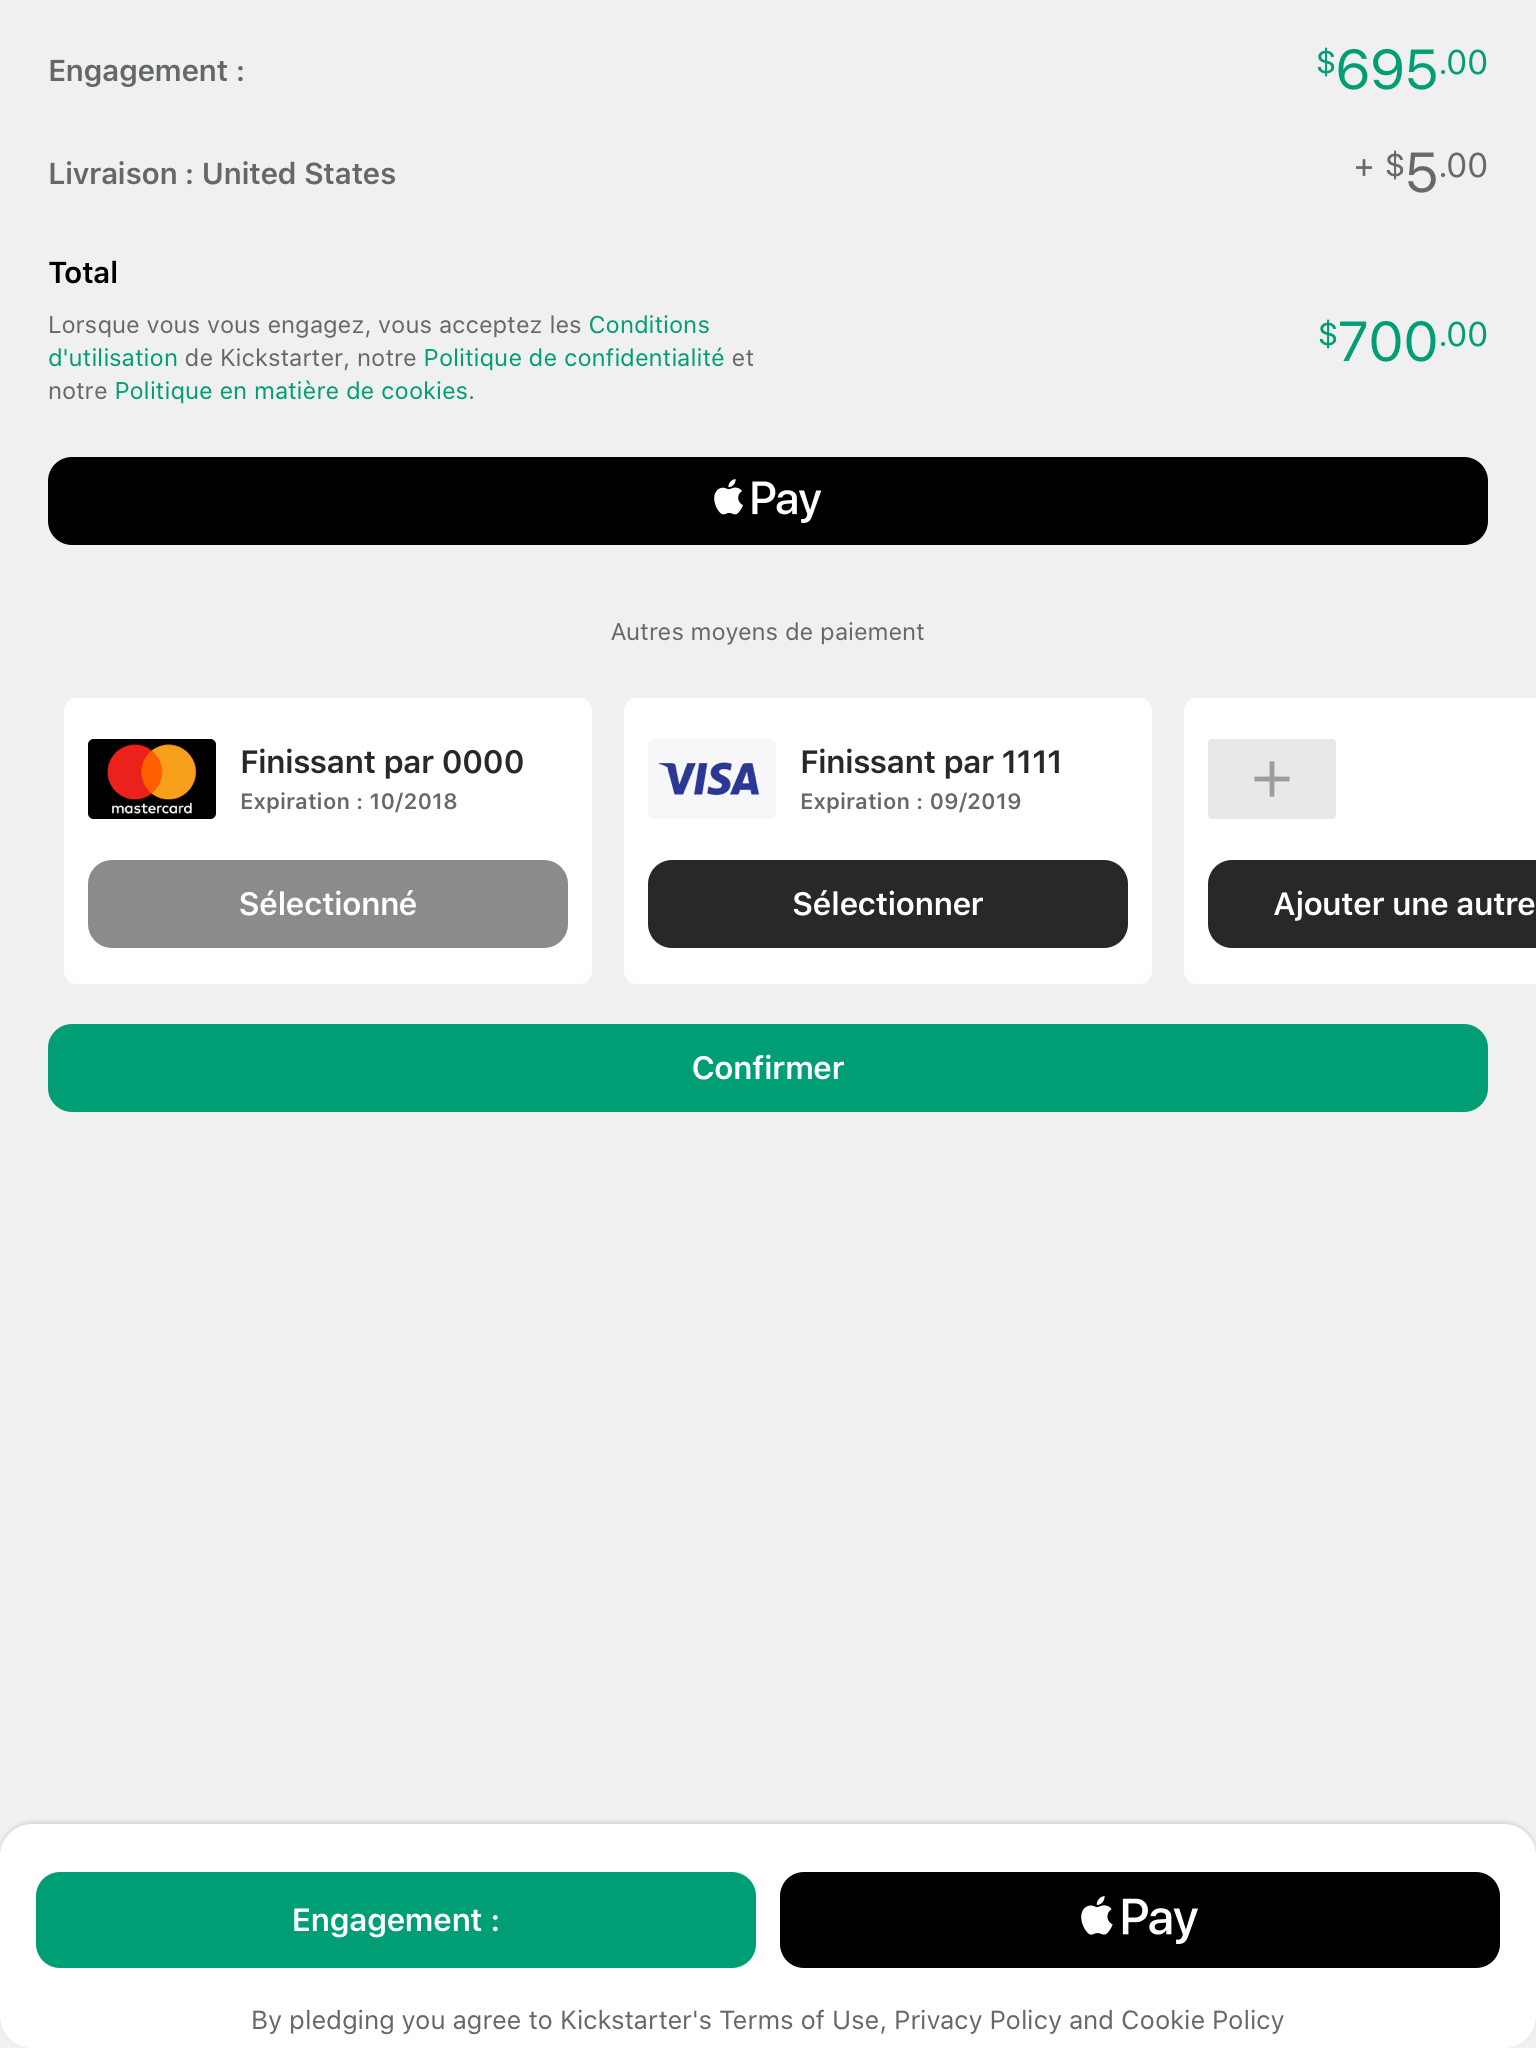 Engagement :
$695.00
Livraison : United States
+ $5.00
Total
Lorsque vous vous engagez, vous acceptez les Conditions
d'utilisation de Kickstarter, notre Politique de confidentialité et
notre Politique en matière de cookies.
$700.00
Pay
Autres moyens de paiement
mastercard
Finissant par 0000
Expiration : 10/2018
Sélectionné
VISA
Finissant par 1111
Expiration : 09/2019
Sélectionner
Ajouter une autre
Confirmer
Engagement :
Pay
By pledging you agree to Kickstarter's Terms of Use, Privacy Policy and Cookie Policy